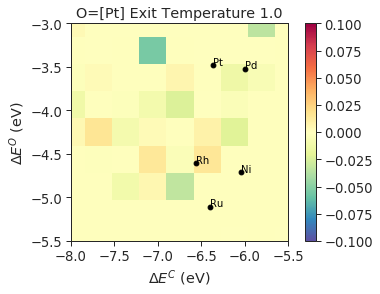 O=[Pt] Exit Temperature 1.0
−3.0
−3.5
−4.0
−4.5
−5.0
−5.5
ΔE^O (eV)
Pt
Pd
Rh
Ni
Ru
−8.0 −7.5 −7.0 −6.5 −6.0 −5.5
ΔE^C (eV)
0.100
0.075
0.050
0.025
0.000
−0.025
−0.050
−0.075
−0.100